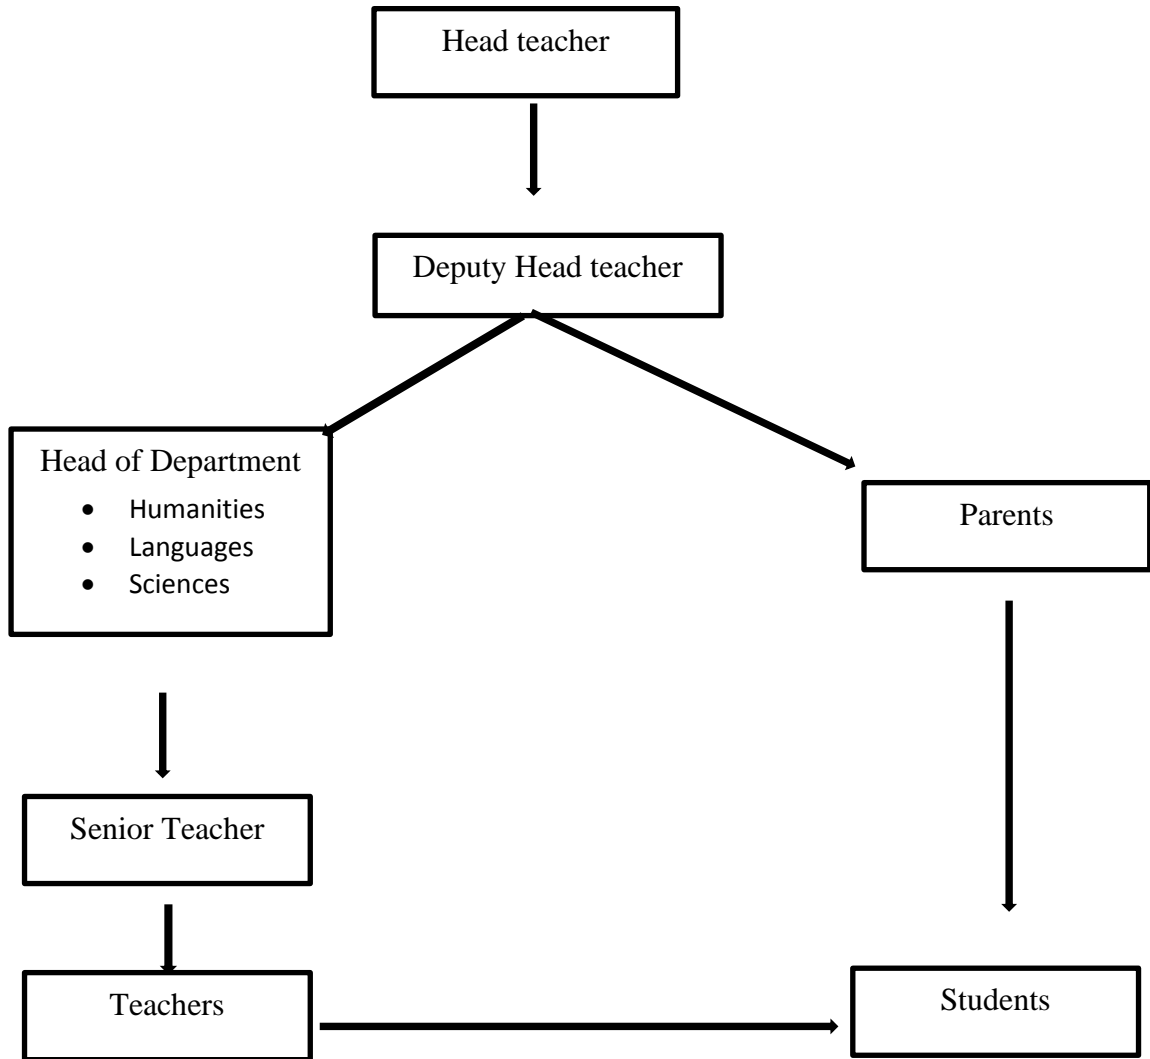 Head teacher
Deputy Head teacher
Head of Department
• Humanities
• Languages
• Sciences
Parents
Senior Teacher
Teachers
Students